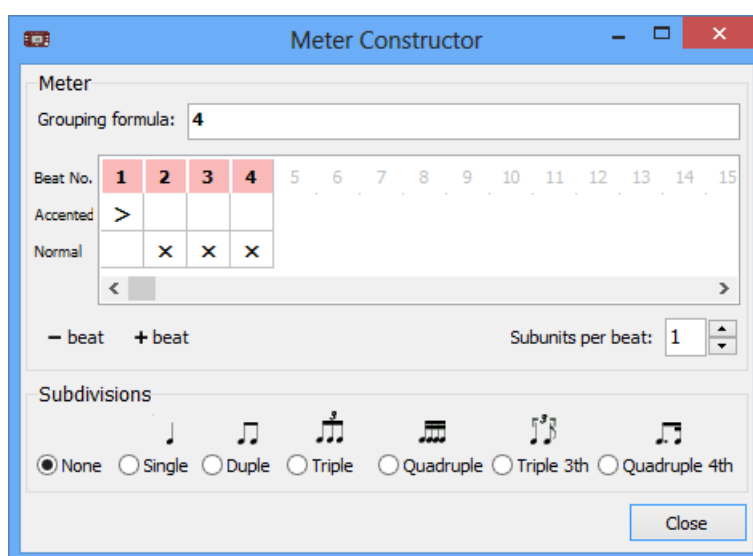 Meter Constructor
Meter
Grouping formula: 4
Beat No. 1 2 3 4 5 6 7 8 9 10 11 12 13 14 15
Accented >
Normal × × ×
− beat + beat Subunits per beat: 1
Subdivisions
3 3
None Single Duple Triple Quadruple Triple 3th Quadruple 4th
Close